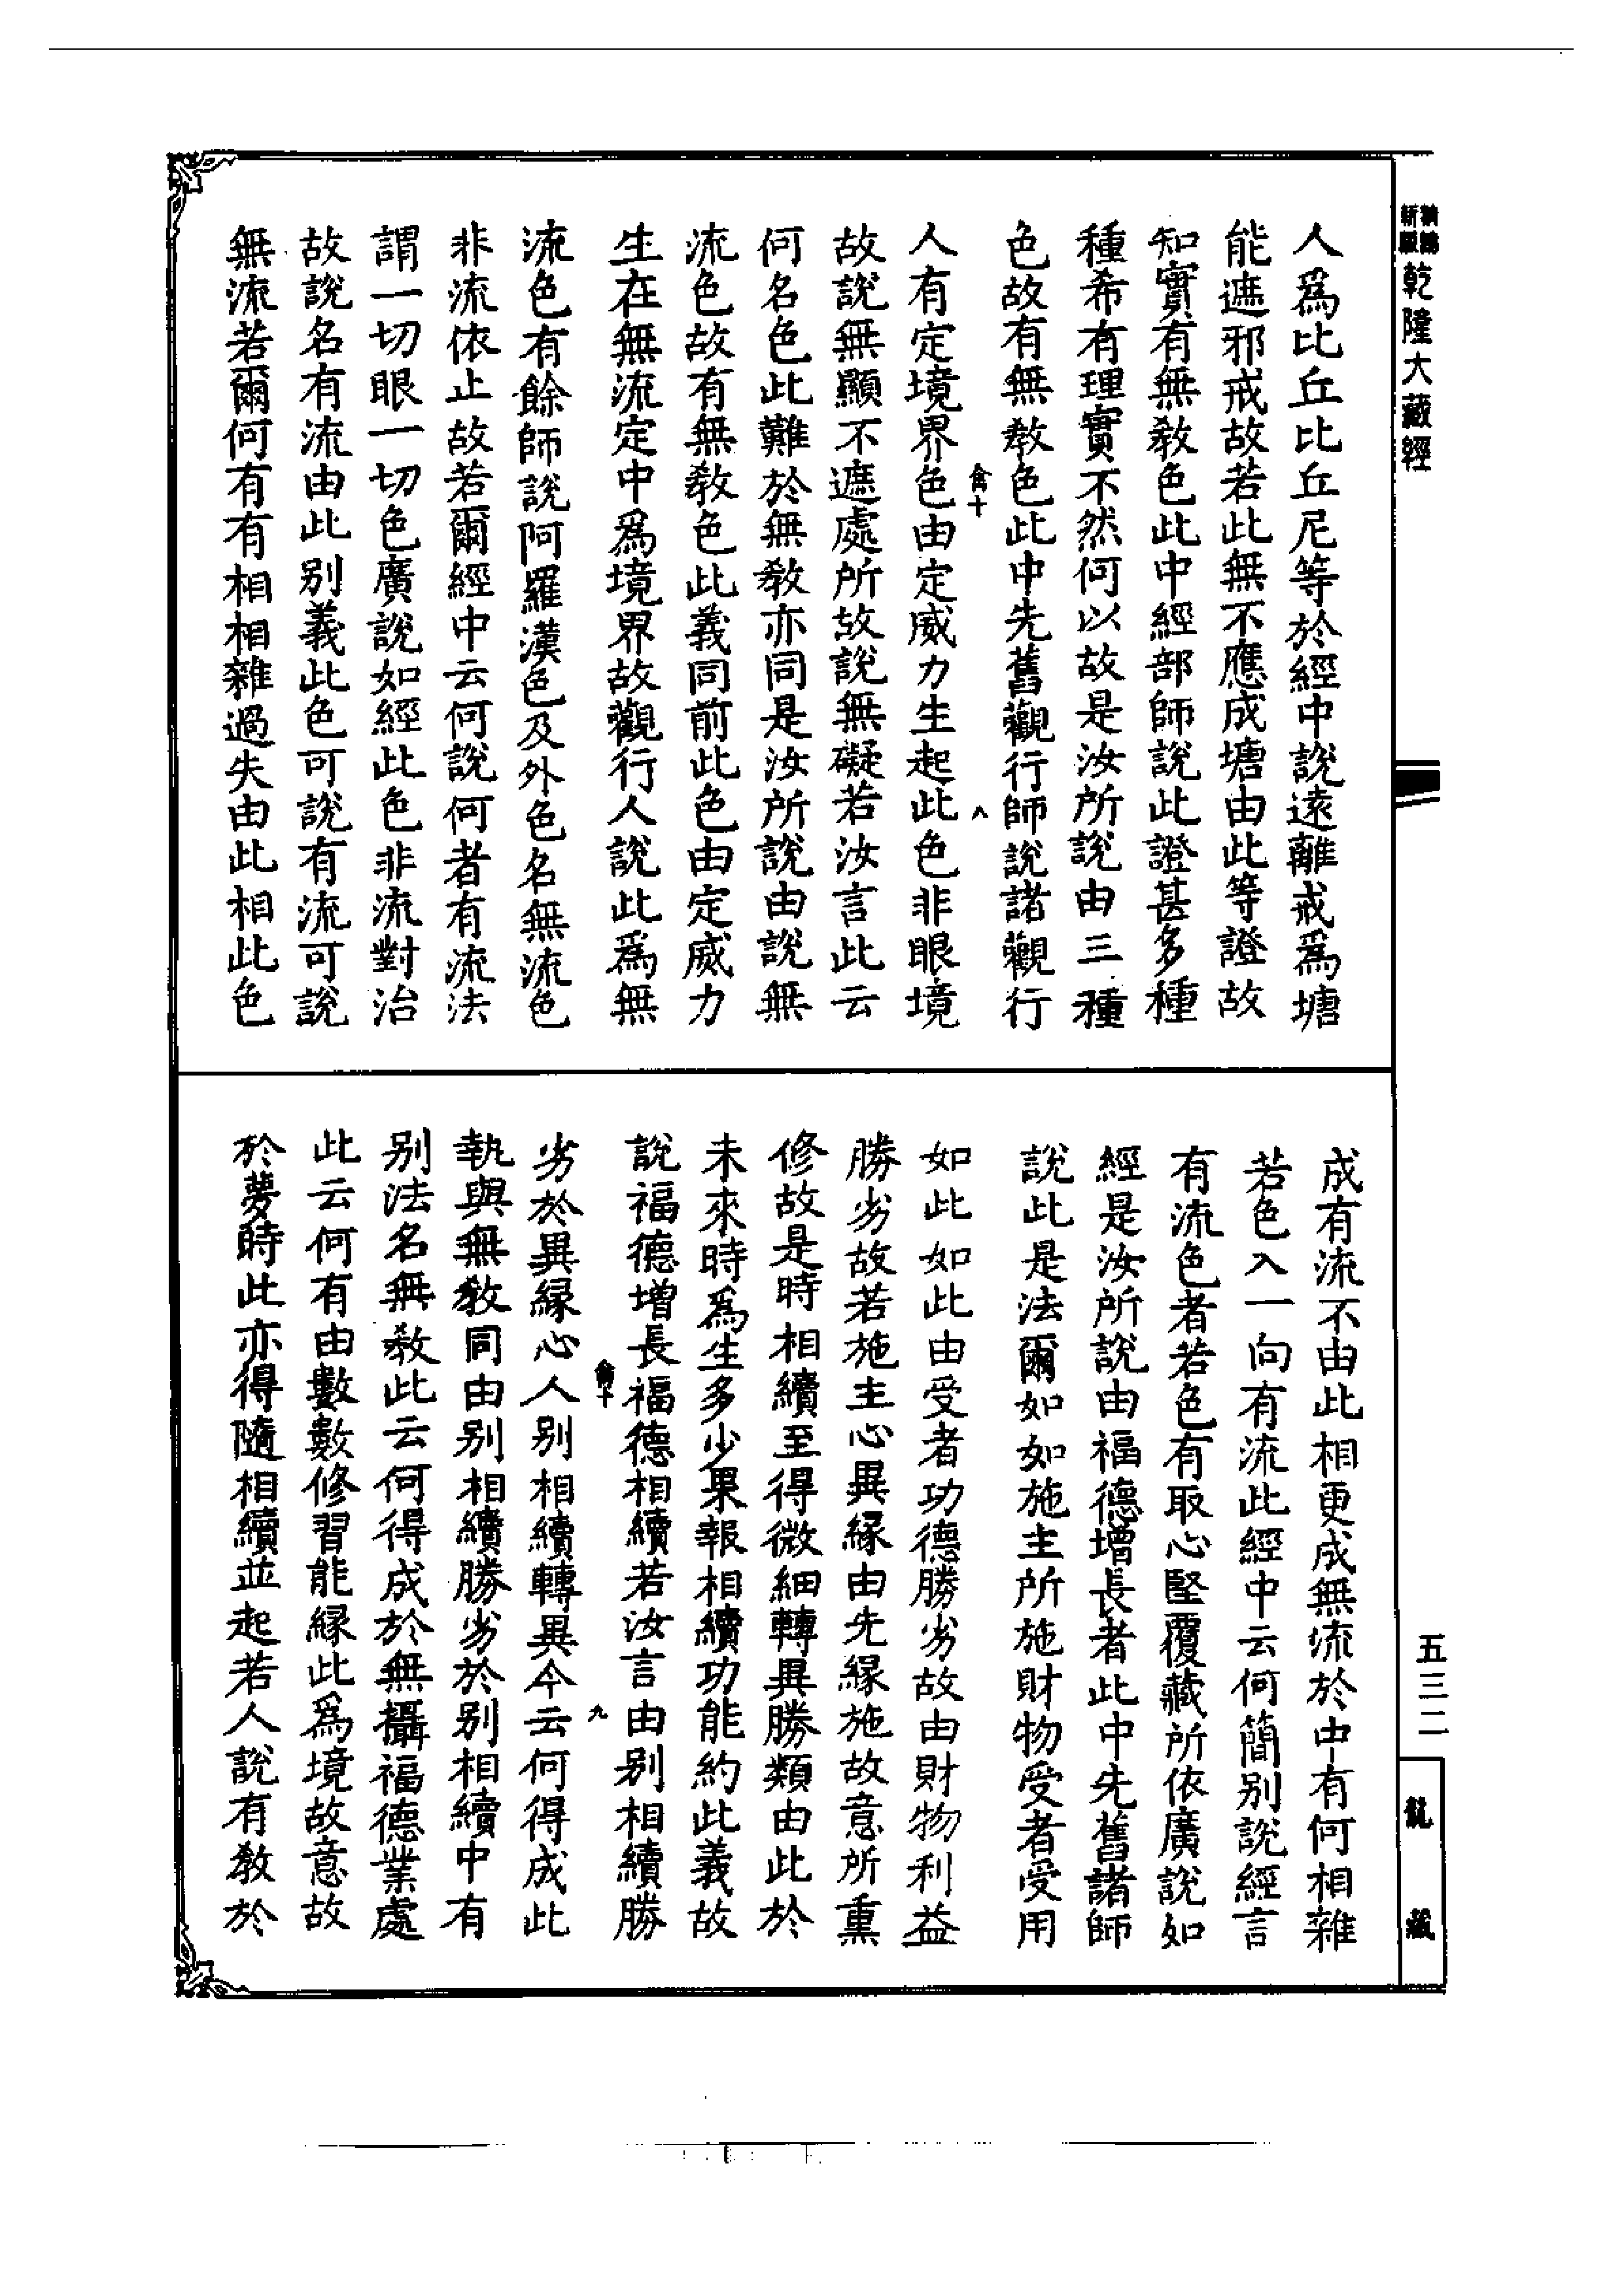 乾隆大藏經
人爲比丘比丘尼等於經中說遠離戒爲塘
能遮邪戒故若此無不應成塘由此等證故
知實有無教色此中經部師說此證甚多種
種希有理實不然何以故是汝所說由三種
色故有無教色此中先舊觀行師說諸觀行
人有定境界色由定威力生起此色非眼境
故說無顯不遮處所故說無礙若汝言此云
何名色此難於無教亦同是汝所說由說無
流色故有無教色此義同前此色由定威力
生在無流定中爲境界故觀行人說此爲無
流色有餘師說阿羅漢色及外色名無流色
非流依止故若爾經中云何說何者有流法
謂一切眼一切色廣說如經此色非流對治
故說名有流由此別義此色可說有流可說
無流若爾何有有相相雜過失由此相此色
成有流不由此相更成無流於中有何相雜
若色入一向有流此經中云何簡別說經言
有流色者若色有取心堅覆藏所依廣說如
經是汝所說由福德增長者此中先舊諸師
說此是法爾如如施主所施財物受者受用
如此如此由受者功德勝劣故由財物利益
勝劣故若施主心異緣由先緣施故意所熏
修故是時相續至得微細轉異勝類由此於
未來時爲生多少果報相續功能約此義故
說福德增長福德相續若汝言由別相續勝
劣於異緣心人別相續轉異今云何得成此
執與無教同由別相續勝劣於別相續中有
別法名無教此云何得成於無攝福德業處
此云何有由數數修習能緣此爲境故意故
於夢時此亦得隨相續並起若人說有教於
五三二
龍藏
八
九